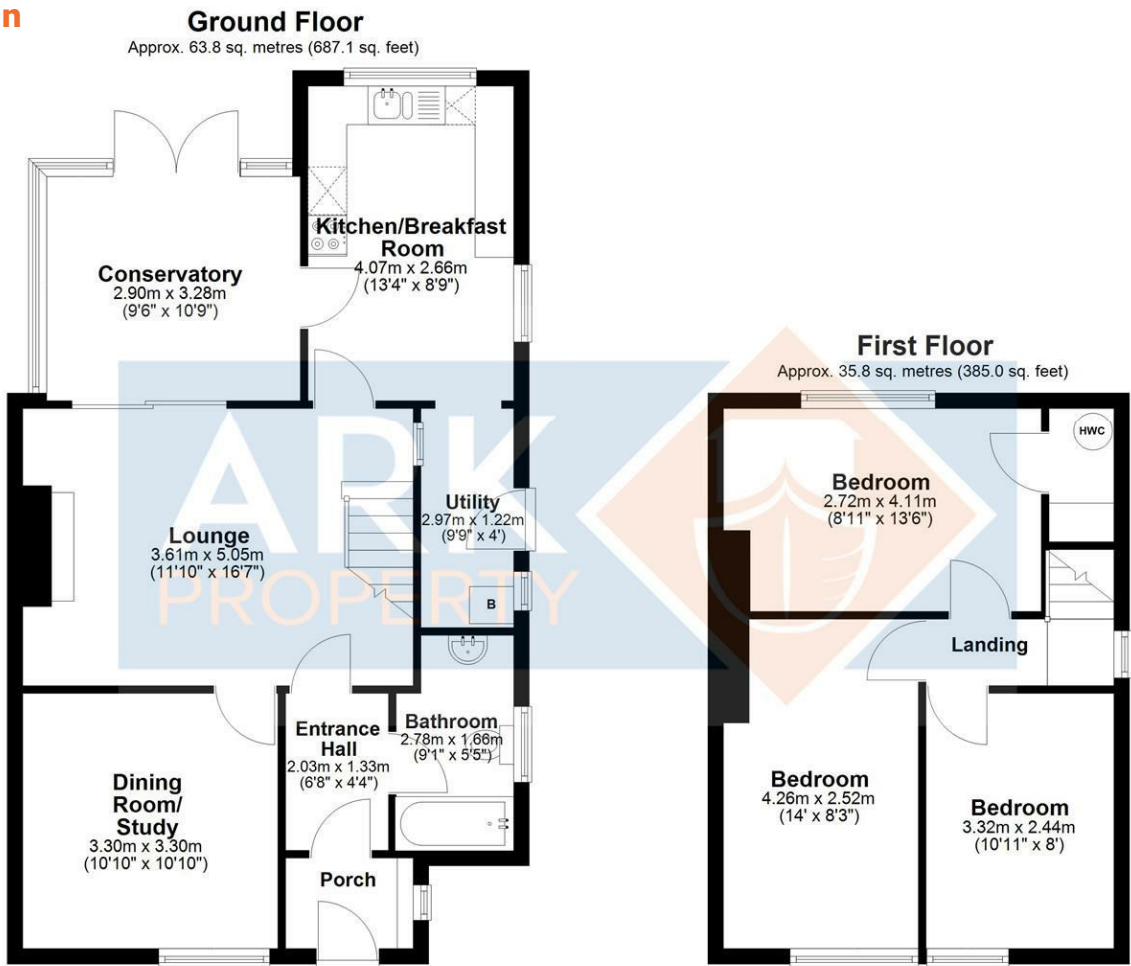 n
Ground Floor
Approx. 63.8 sq. metres (687.1 sq. feet)
Conservatory
2.90m x 3.28m
(9'6" x 10'9")
Kitchen/Breakfast
Room
4.07m x 2.66m
(13'4" x 8'9")
Lounge
3.61m x 5.05m
(11'10" x 16'7")
Utility
2.97m x 1.22m
(9'9" x 4')
B
Dining
Room/
Study
3.30m x 3.30m
(10'10" x 10'10")
Entrance
Hall
2.03m x 1.33m
(6'8" x 4'4")
Bathroom
2.78m x 1.66m
(9'1" x 5'5")
Porch
First Floor
Approx. 35.8 sq. metres (385.0 sq. feet)
Bedroom
2.72m x 4.11m
(8'11" x 13'6")
HWC
Landing
Bedroom
4.26m x 2.52m
(14' x 8'3")
Bedroom
3.32m x 2.44m
(10'11" x 8')
ARK
PROPERTY